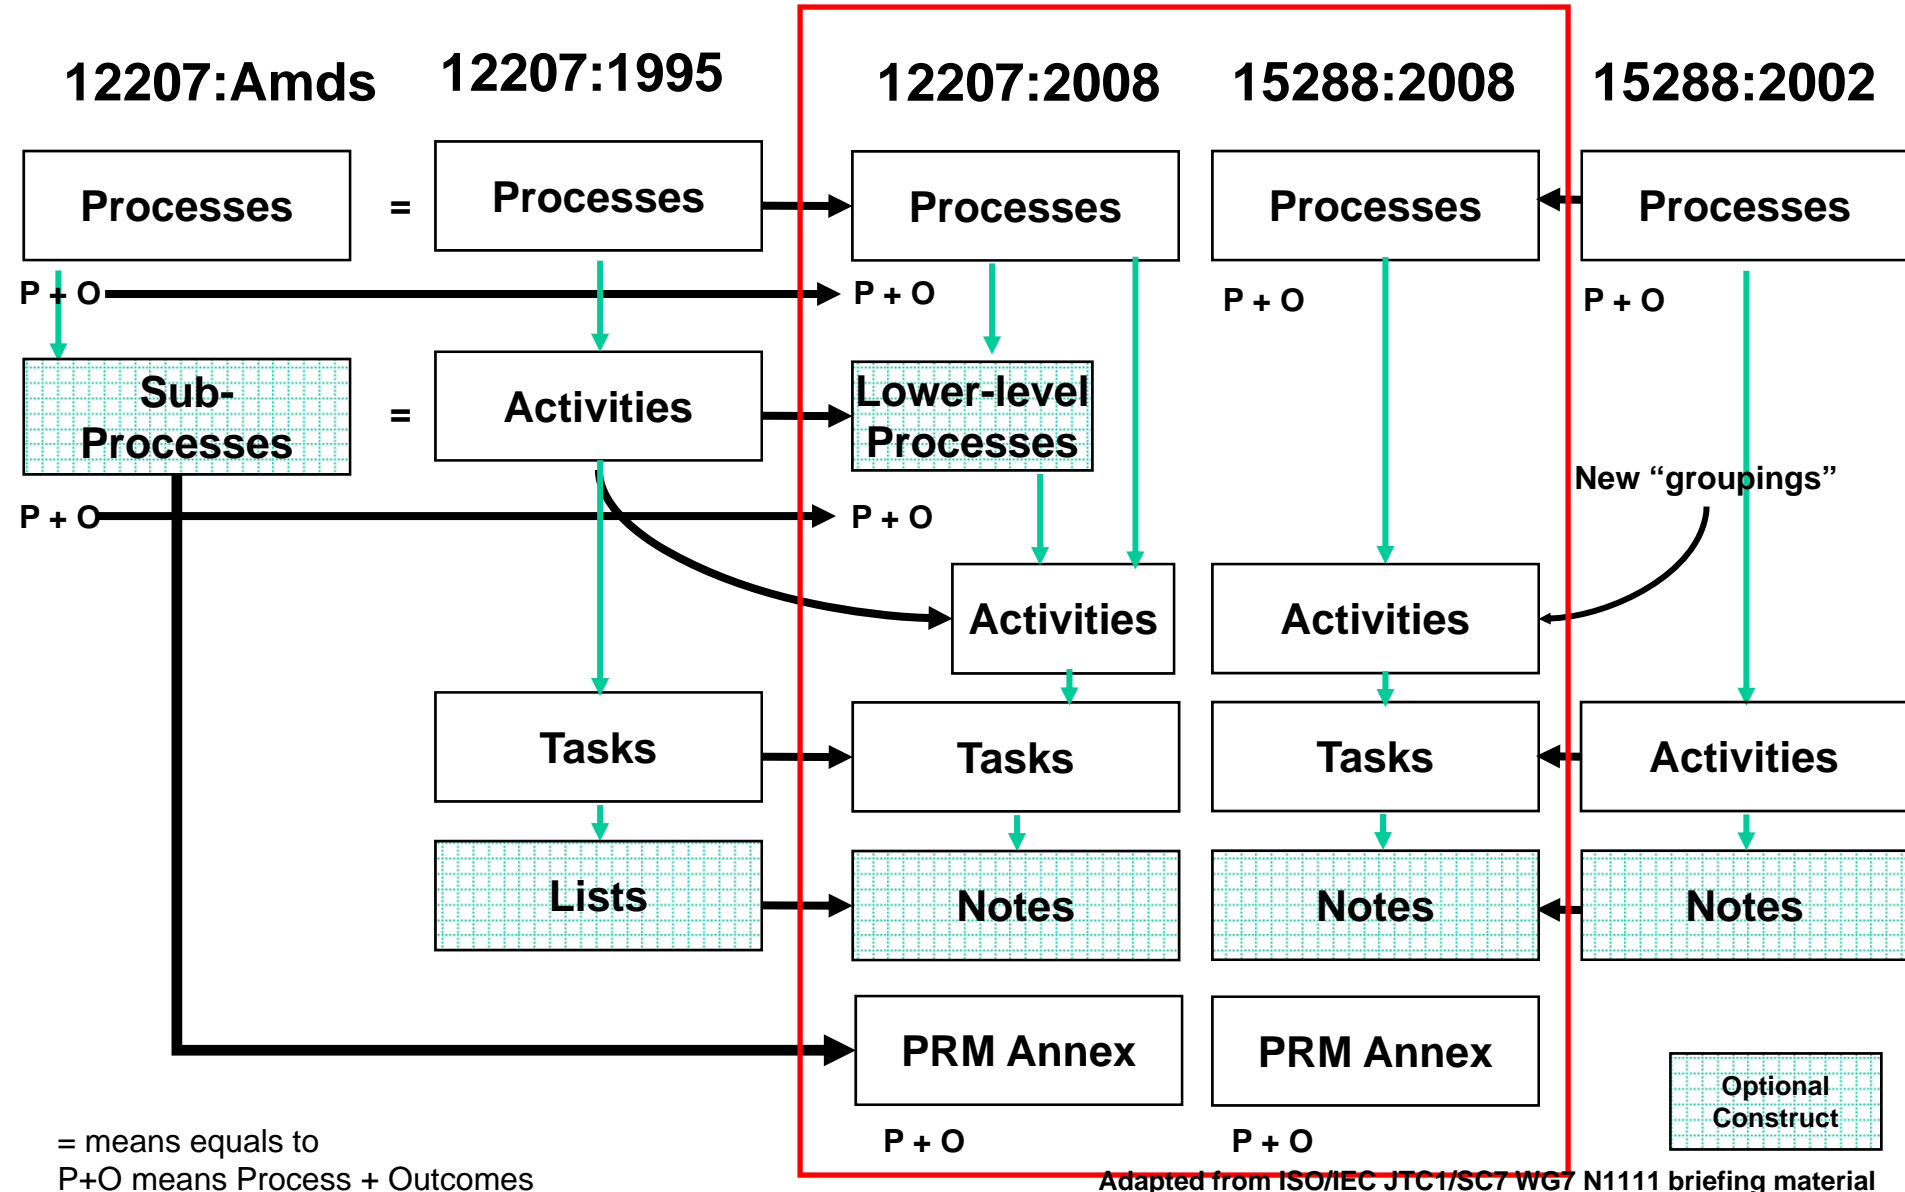 12207:Amds 12207:1995 12207:2008 15288:2008 15288:2002
Processes = Processes Processes Processes Processes
P + O P + O P + O P + O
Sub-
Processes
= Activities
Lower-level
Processes
New “groupings”
P + O P + O
Activities Activities
Tasks Tasks Tasks Activities
Lists Notes Notes Notes
PRM Annex PRM Annex
Optional
Construct
P + O P + O
= means equals to
P+O means Process + Outcomes
Adapted from ISO/IEC JTC1/SC7 WG7 N1111 briefing material